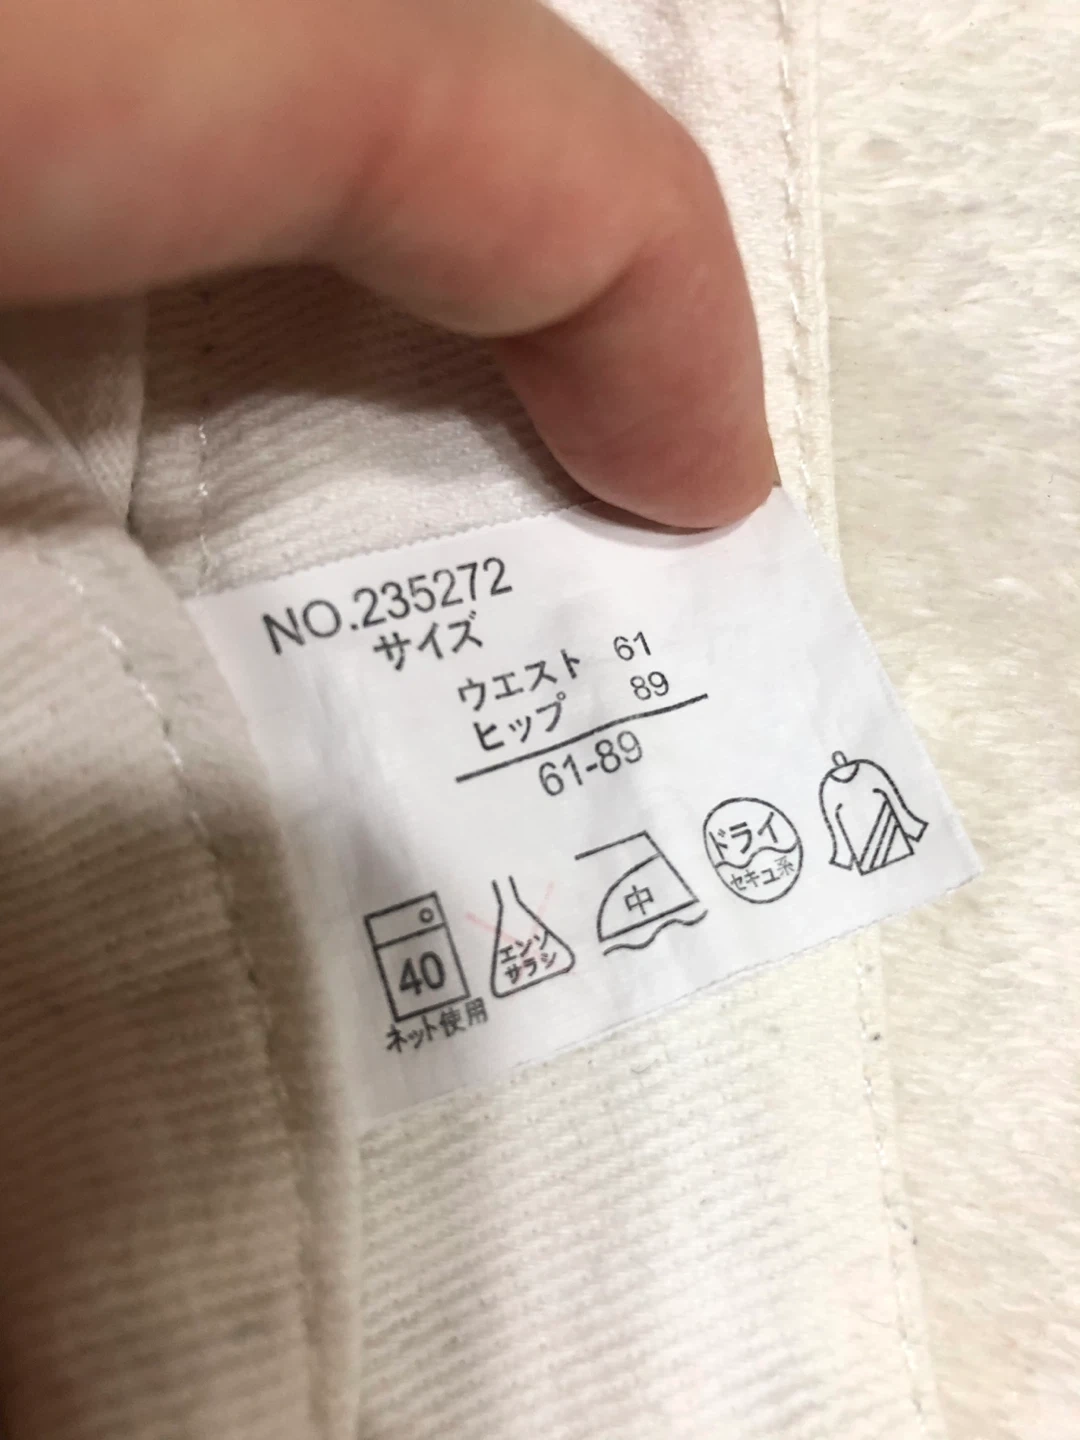 NO.235272
サイズ
ウエスト 61
ヒップ 89
61-89
40
ネット使用
エンソ
サラシ
中
ドライ
セキユ系